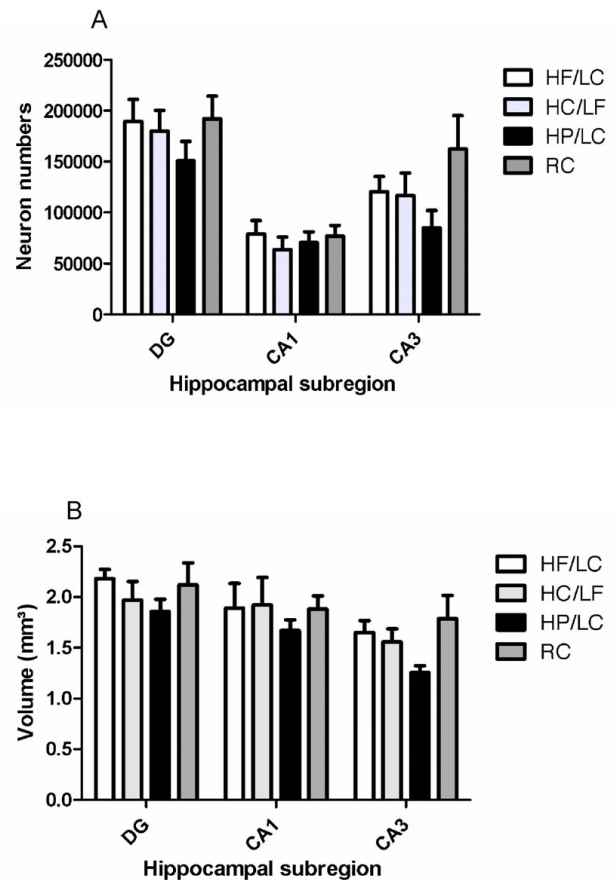 A
250000
200000
150000
100000
50000
0
Neuron numbers
DG
CA1
CA3
Hippocampal subregion
HF/LC
HC/LF
HP/LC
RC
B
2.5
2.0
1.5
1.0
0.5
0.0
Volume (mm³)
DG
CA1
CA3
Hippocampal subregion
HF/LC
HC/LF
HP/LC
RC